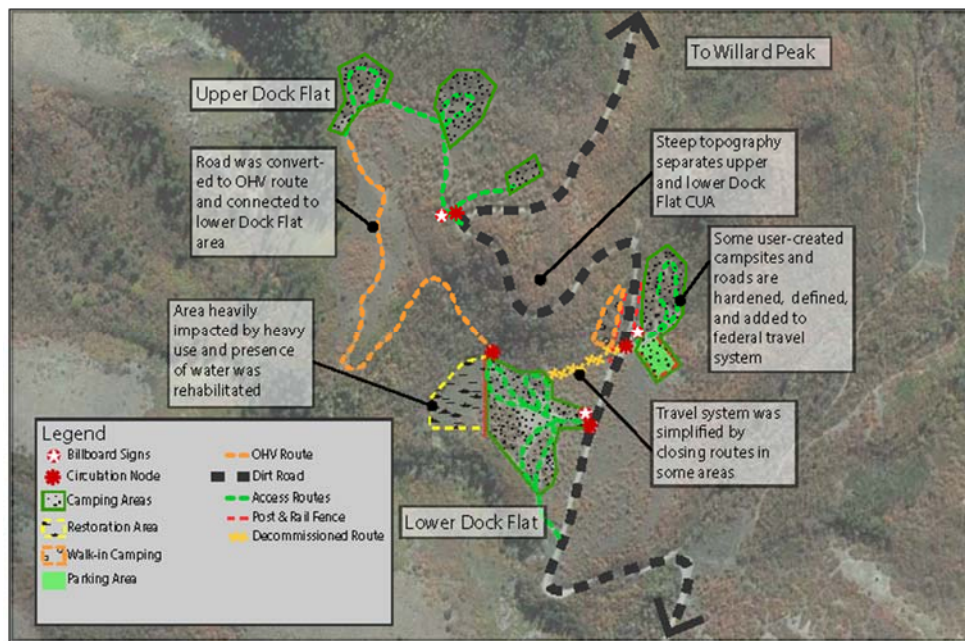 To Willard Peak
Upper Dock Flat
Road was convert-
ed to OHV route
and connected to
lower Dock Flat
area
Steep topography
separates upper
and lower Dock
Flat CUA
Some user-created
campsites and
roads are
hardened, defined,
and added to
federal travel
system
Area heavily
impacted by heavy
use and presence
of water was
rehabilitated
Travel system was
simplified by
closing routes in
some areas
Lower Dock Flat
Legend
Billboard Signs
Circulation Node
Camping Areas
Restoration Area
Walk-in Camping
Parking Area
OHV Route
Dirt Road
Access Routes
Post & Rail Fence
Decommissioned Route